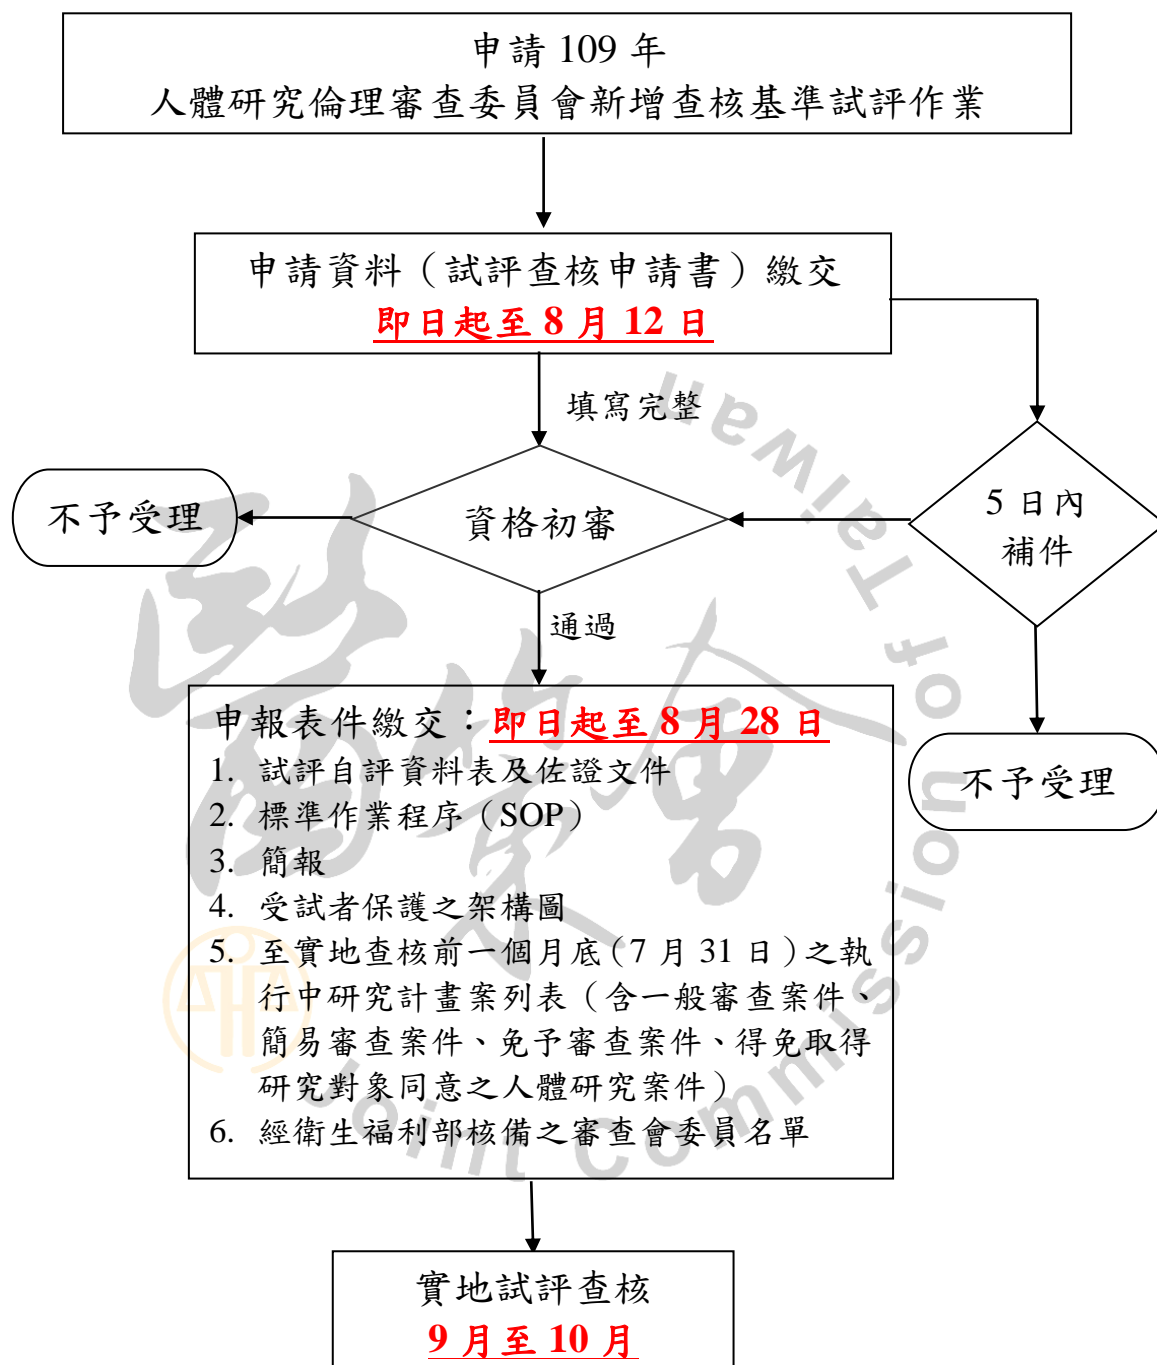 申請 109 年
人體研究倫理審查委員會新增查核基準試評作業
申請資料（試評查核申請書）繳交
即日起至 8 月 12 日
填寫完整
不予受理
資格初審
5 日內
補件
通過
申報表件繳交：即日起至 8 月 28 日
1. 試評自評資料表及佐證文件
2. 標準作業程序（SOP）
3. 簡報
4. 受試者保護之架構圖
5. 至實地查核前一個月底（7 月 31 日）之執
行中研究計畫案列表（含一般審查案件、
簡易審查案件、免予審查案件、得免取得
研究對象同意之人體研究案件）
6. 經衛生福利部核備之審查會委員名單
不予受理
實地試評查核
9 月至 10 月
醫策會
Joint Commission of Taiwan